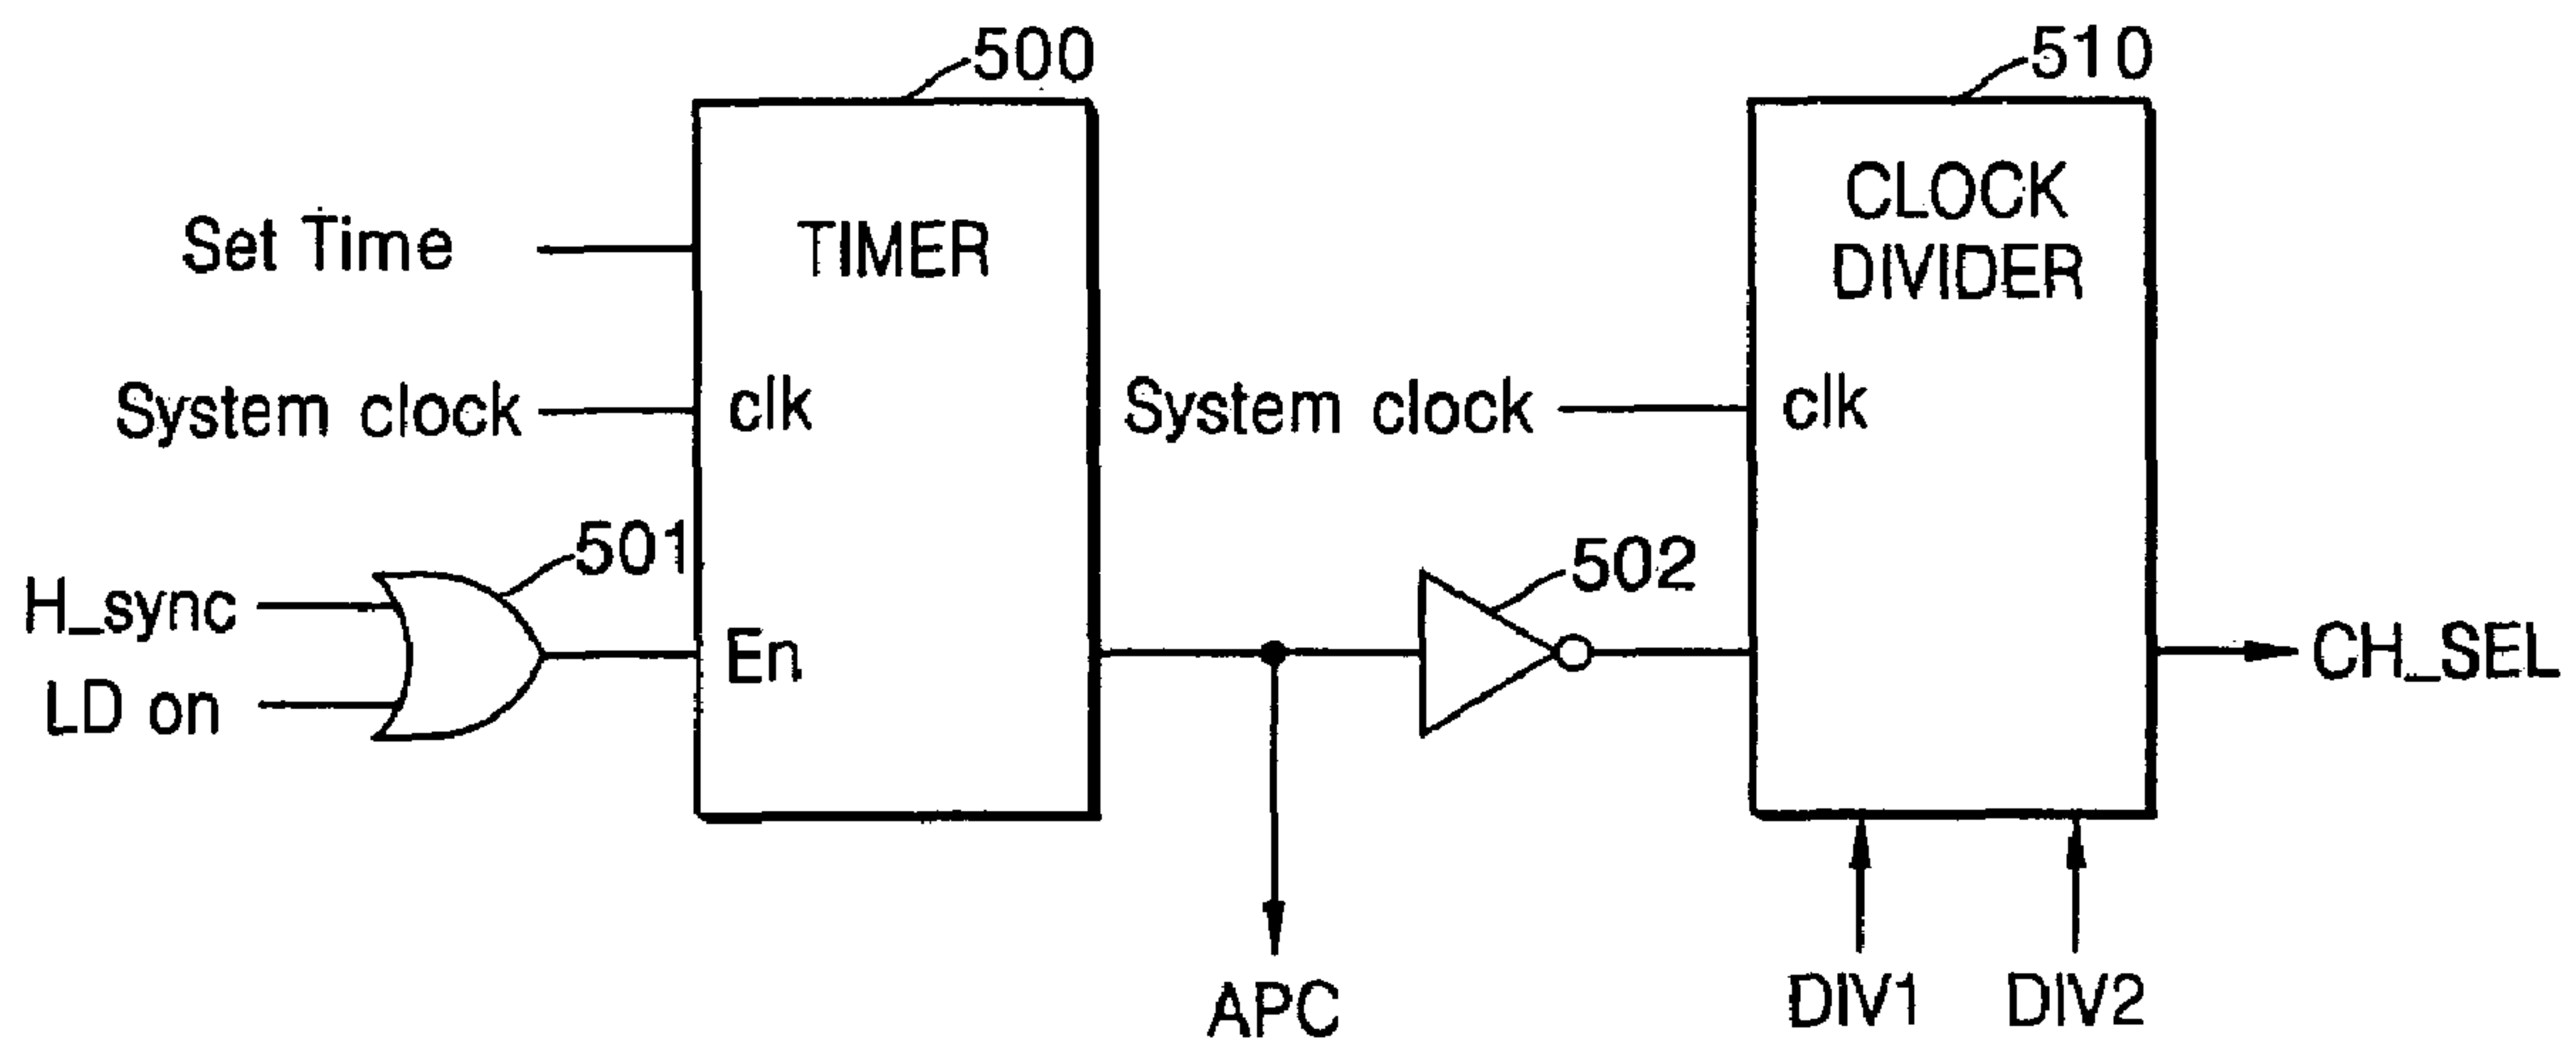 500
510
CLOCK
DIVIDER
Set Time
TIMER
System clock
clk
System clock
clk
501
502
H_sync
En
LD on
CH_SEL
APC
DIV1
DIV2